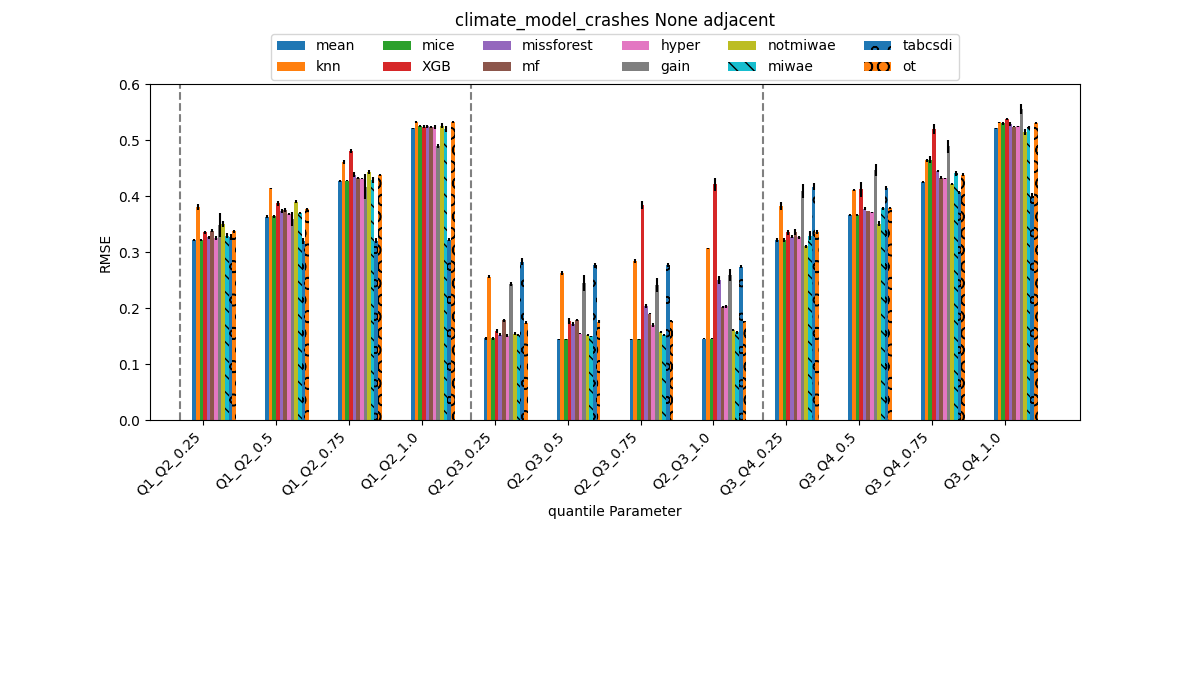 climate_model_crashes None adjacent
mean mice missforest hyper notmiwae tabcsdi
knn XGB mf gain miwae ot
0.6
0.5
0.4
0.3
0.2
0.1
0.0
RMSE
Q1_Q2_0.25
Q1_Q2_0.5
Q1_Q2_0.75
Q1_Q2_1.0
Q2_Q3_0.25
Q2_Q3_0.5
Q2_Q3_0.75
Q2_Q3_1.0
Q3_Q4_0.25
Q3_Q4_0.5
Q3_Q4_0.75
Q3_Q4_1.0
quantile Parameter